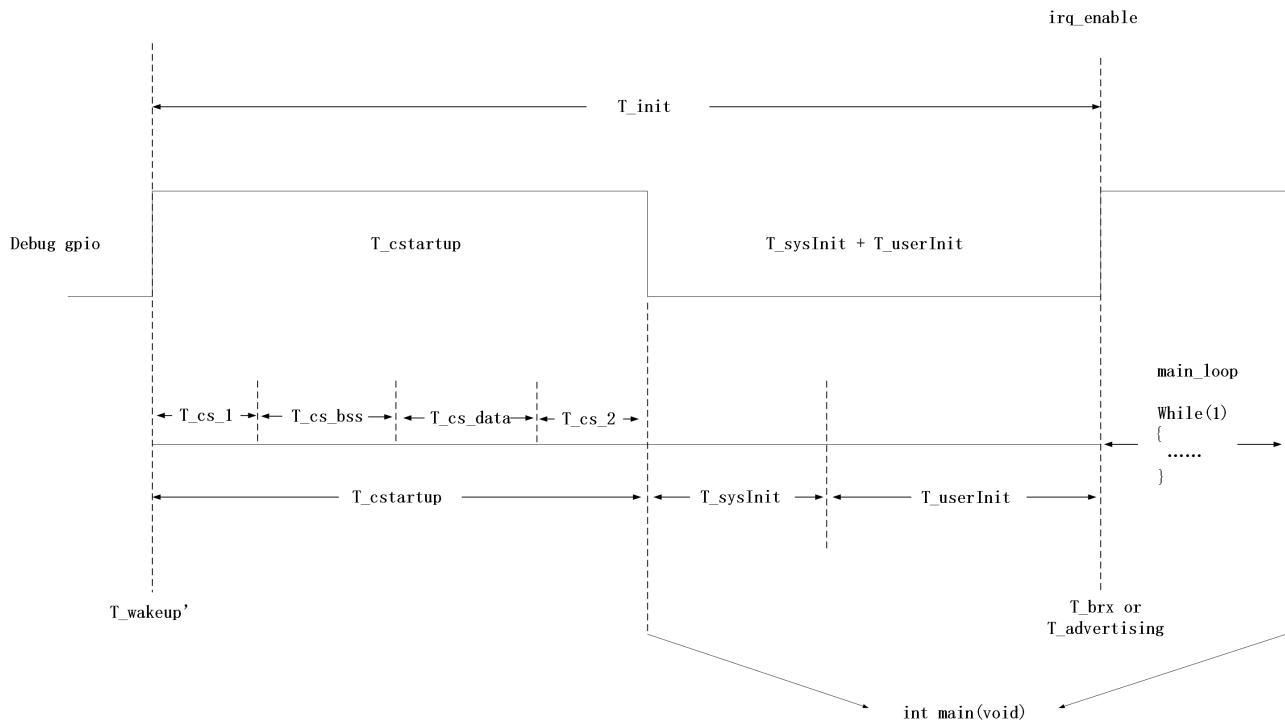 irq_enable
T_init
Debug gpio
T_cstartup
T_sysInit + T_userInit
main_loop
T_cs_1
T_cs_bss
T_cs_data
T_cs_2
While(1)
{
......
}
T_cstartup
T_sysInit
T_userInit
T_wakeup’
T_brx or
T_advertising
int main(void)